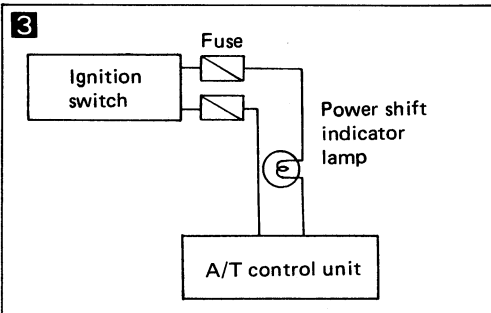 3
Fuse
Ignition
switch
Power shift
indicator
lamp
A/T control unit